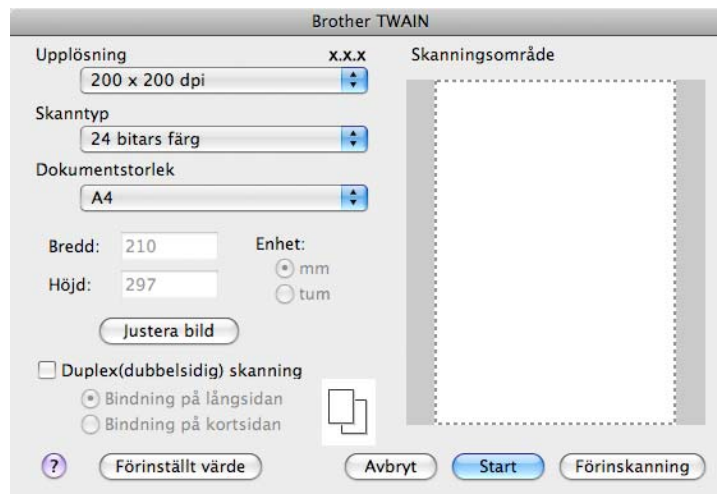 Brother TWAIN
Upplösning x.x.x
200 x 200 dpi
Skanntyp
24 bitars färg
Dokumentstorlek
A4
Bredd: 210
Höjd: 297
Enhet:
mm
tum
Justera bild
Duplex(dubbelsidig) skanning
Bindning på långsidan
Bindning på kortsidan
Skanningsområde
? Förinställt värde Avbryt Start Förinskanning